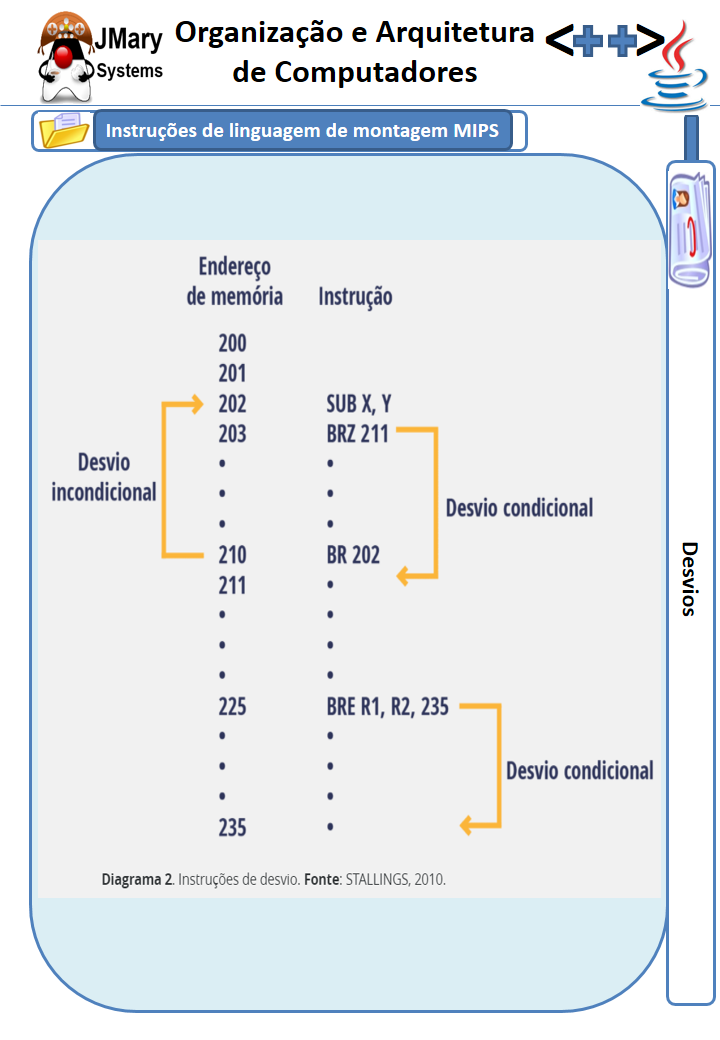 JMary
Systems
Organização e Arquitetura
de Computadores
<++>
Instruções de linguagem de montagem MIPS
Endereço
de memória
Instrução
200
201
202 SUB X, Y
203 BRZ 211
Desvio
incondicional
Desvio condicional
210 BR 202
211
225 BRE R1, R2, 235
Desvio condicional
235
Diagrama 2. Instruções de desvio. Fonte: STALLINGS, 2010.
Desvios